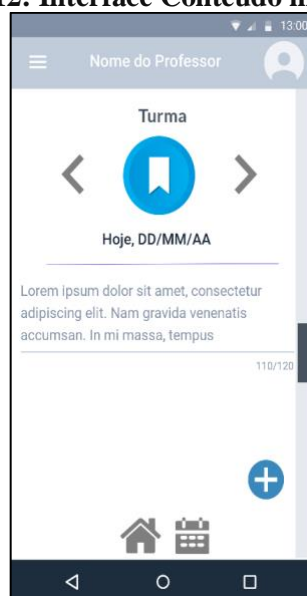 12: Interface Conteúdo
13:00
Nome do Professor
Turma
Hoje, DD/MM/AA
Lorem ipsum dolor sit amet, consectetur
adipiscing elit. Nam gravida venenatis
accumsan. In mi massa, tempus
110/120